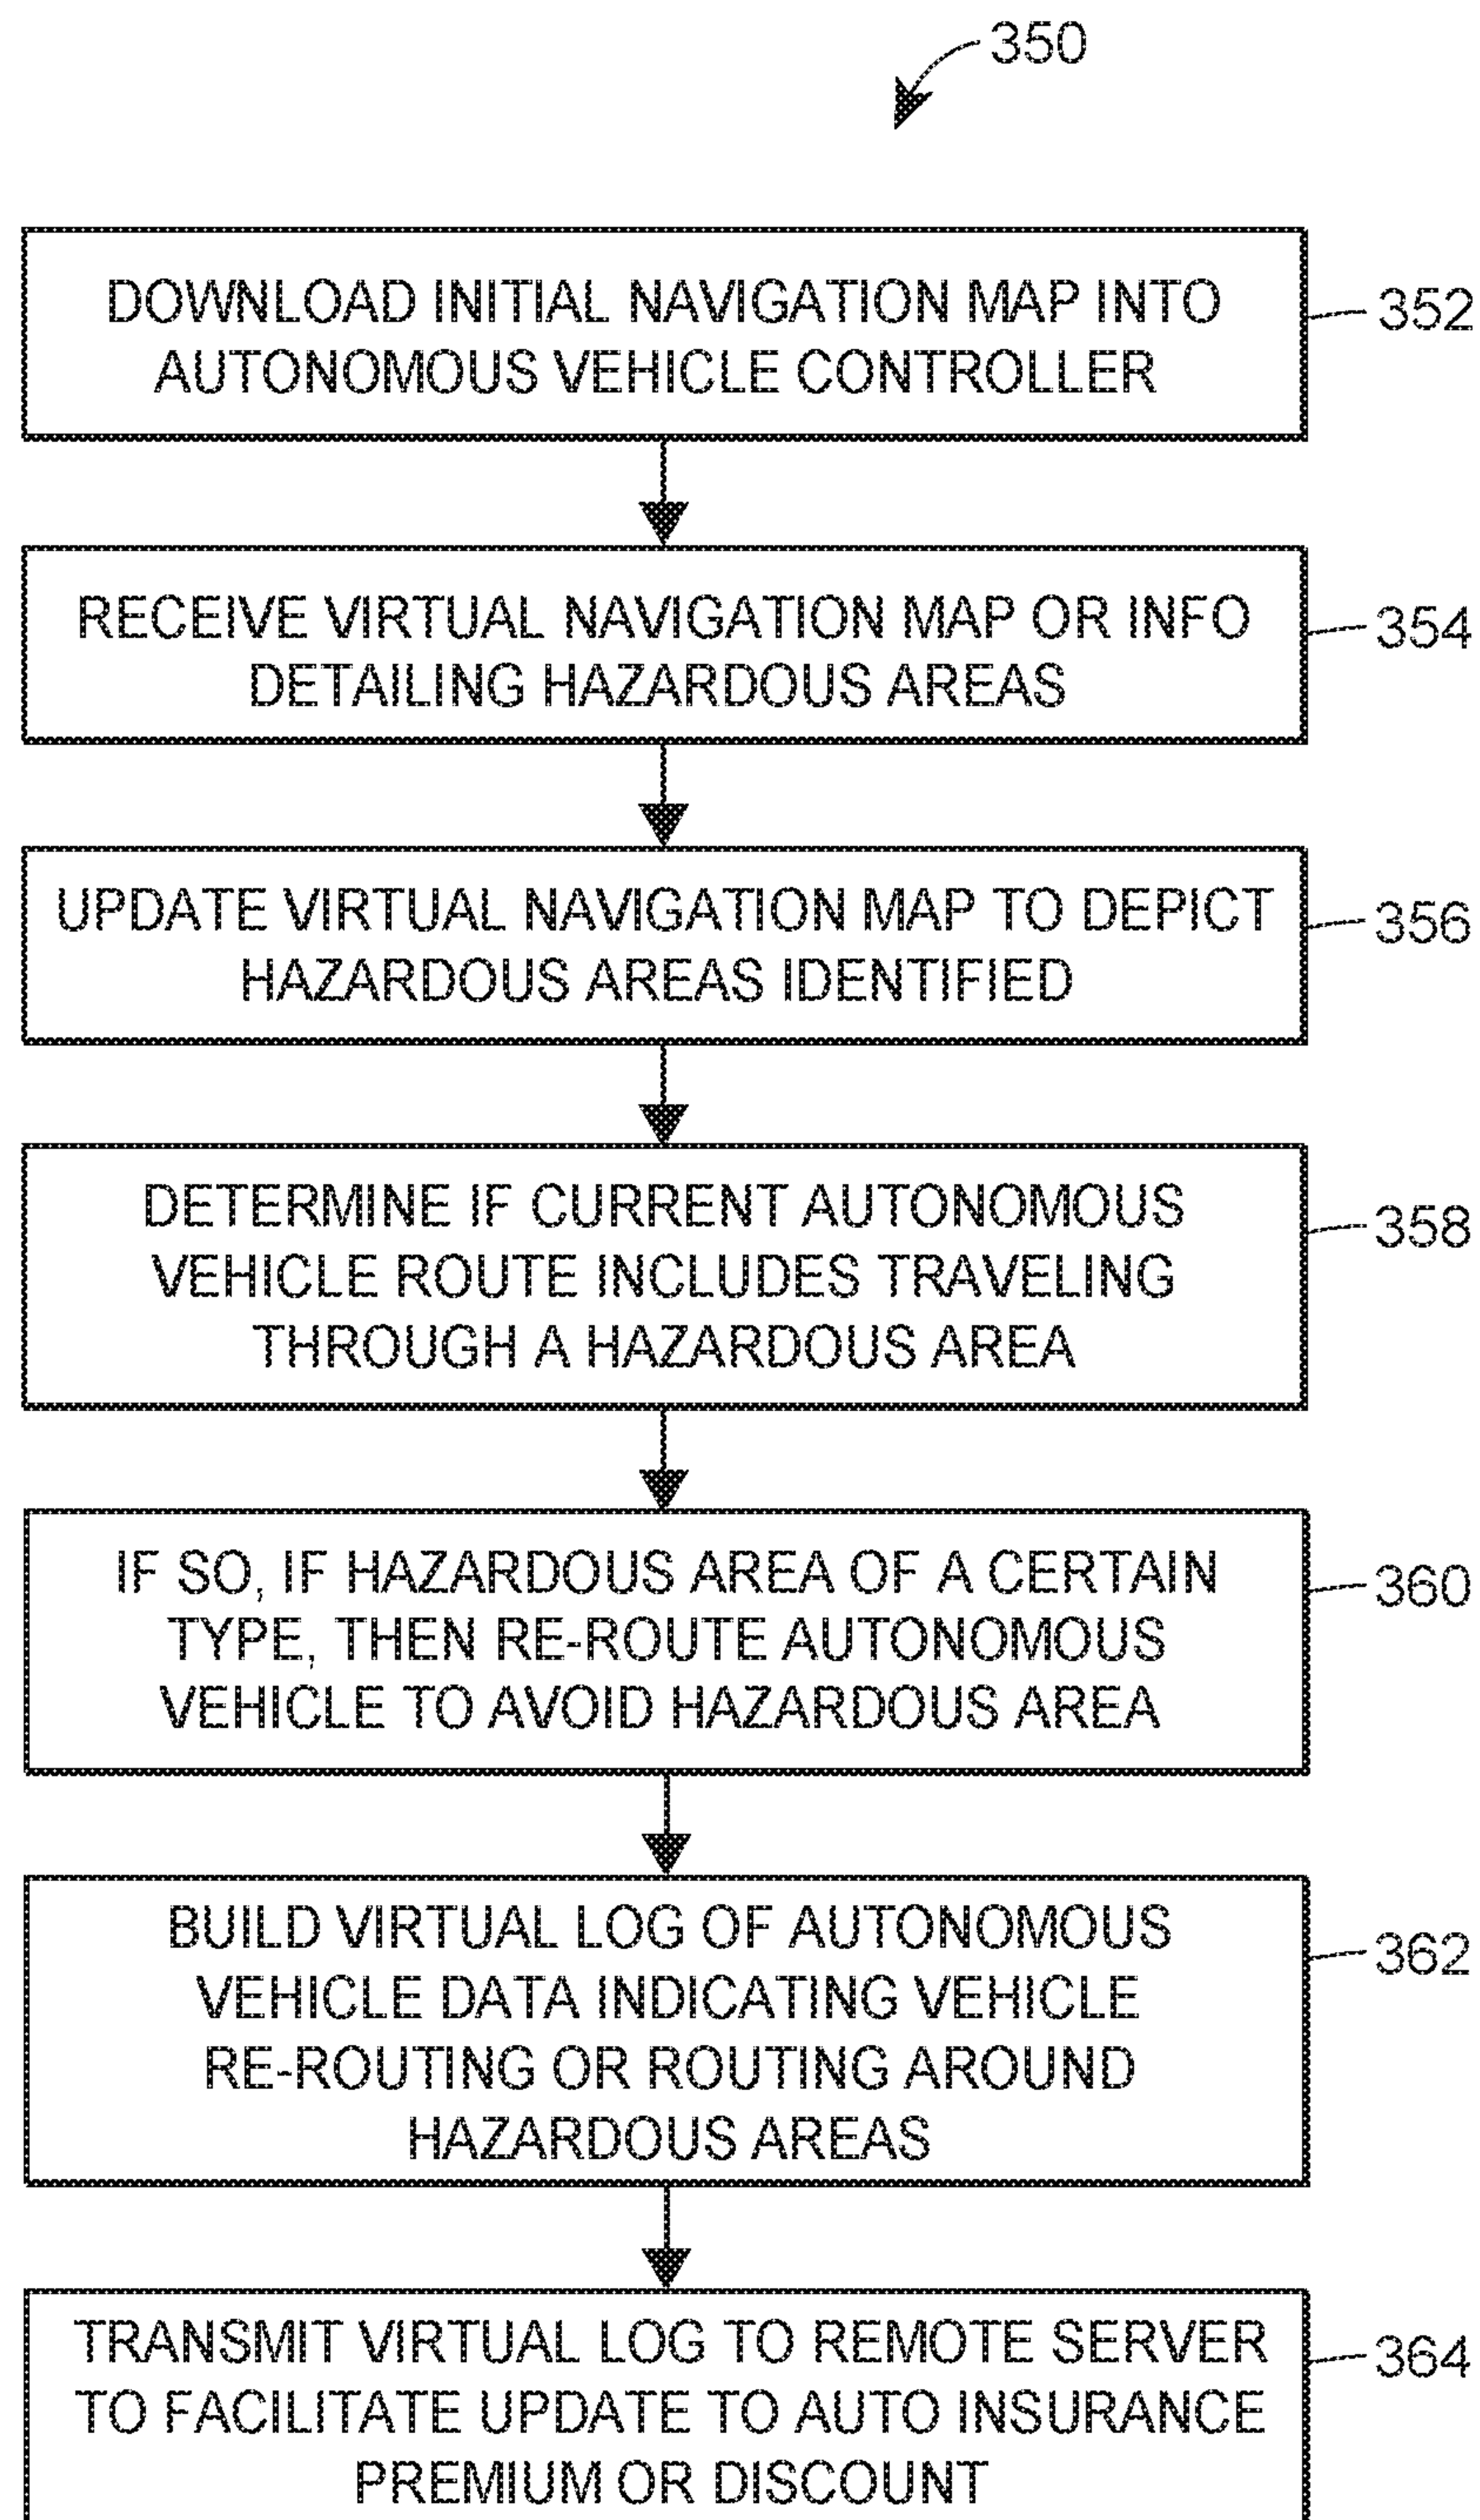 350
DOWNLOAD INITIAL NAVIGATION MAP INTO
AUTONOMOUS VEHICLE CONTROLLER
352
RECEIVE VIRTUAL NAVIGATION MAP OR INFO
DETAILING HAZARDOUS AREAS
354
UPDATE VIRTUAL NAVIGATION MAP TO DEPICT
HAZARDOUS AREAS IDENTIFIED
356
DETERMINE IF CURRENT AUTONOMOUS
VEHICLE ROUTE INCLUDES TRAVELING
THROUGH A HAZARDOUS AREA
358
IF SO, IF HAZARDOUS AREA OF A CERTAIN
TYPE, THEN RE-ROUTE AUTONOMOUS
VEHICLE TO AVOID HAZARDOUS AREA
360
BUILD VIRTUAL LOG OF AUTONOMOUS
VEHICLE DATA INDICATING VEHICLE
RE-ROUTING OR ROUTING AROUND
HAZARDOUS AREAS
362
TRANSMIT VIRTUAL LOG TO REMOTE SERVER
TO FACILITATE UPDATE TO AUTO INSURANCE
PREMIUM OR DISCOUNT
364